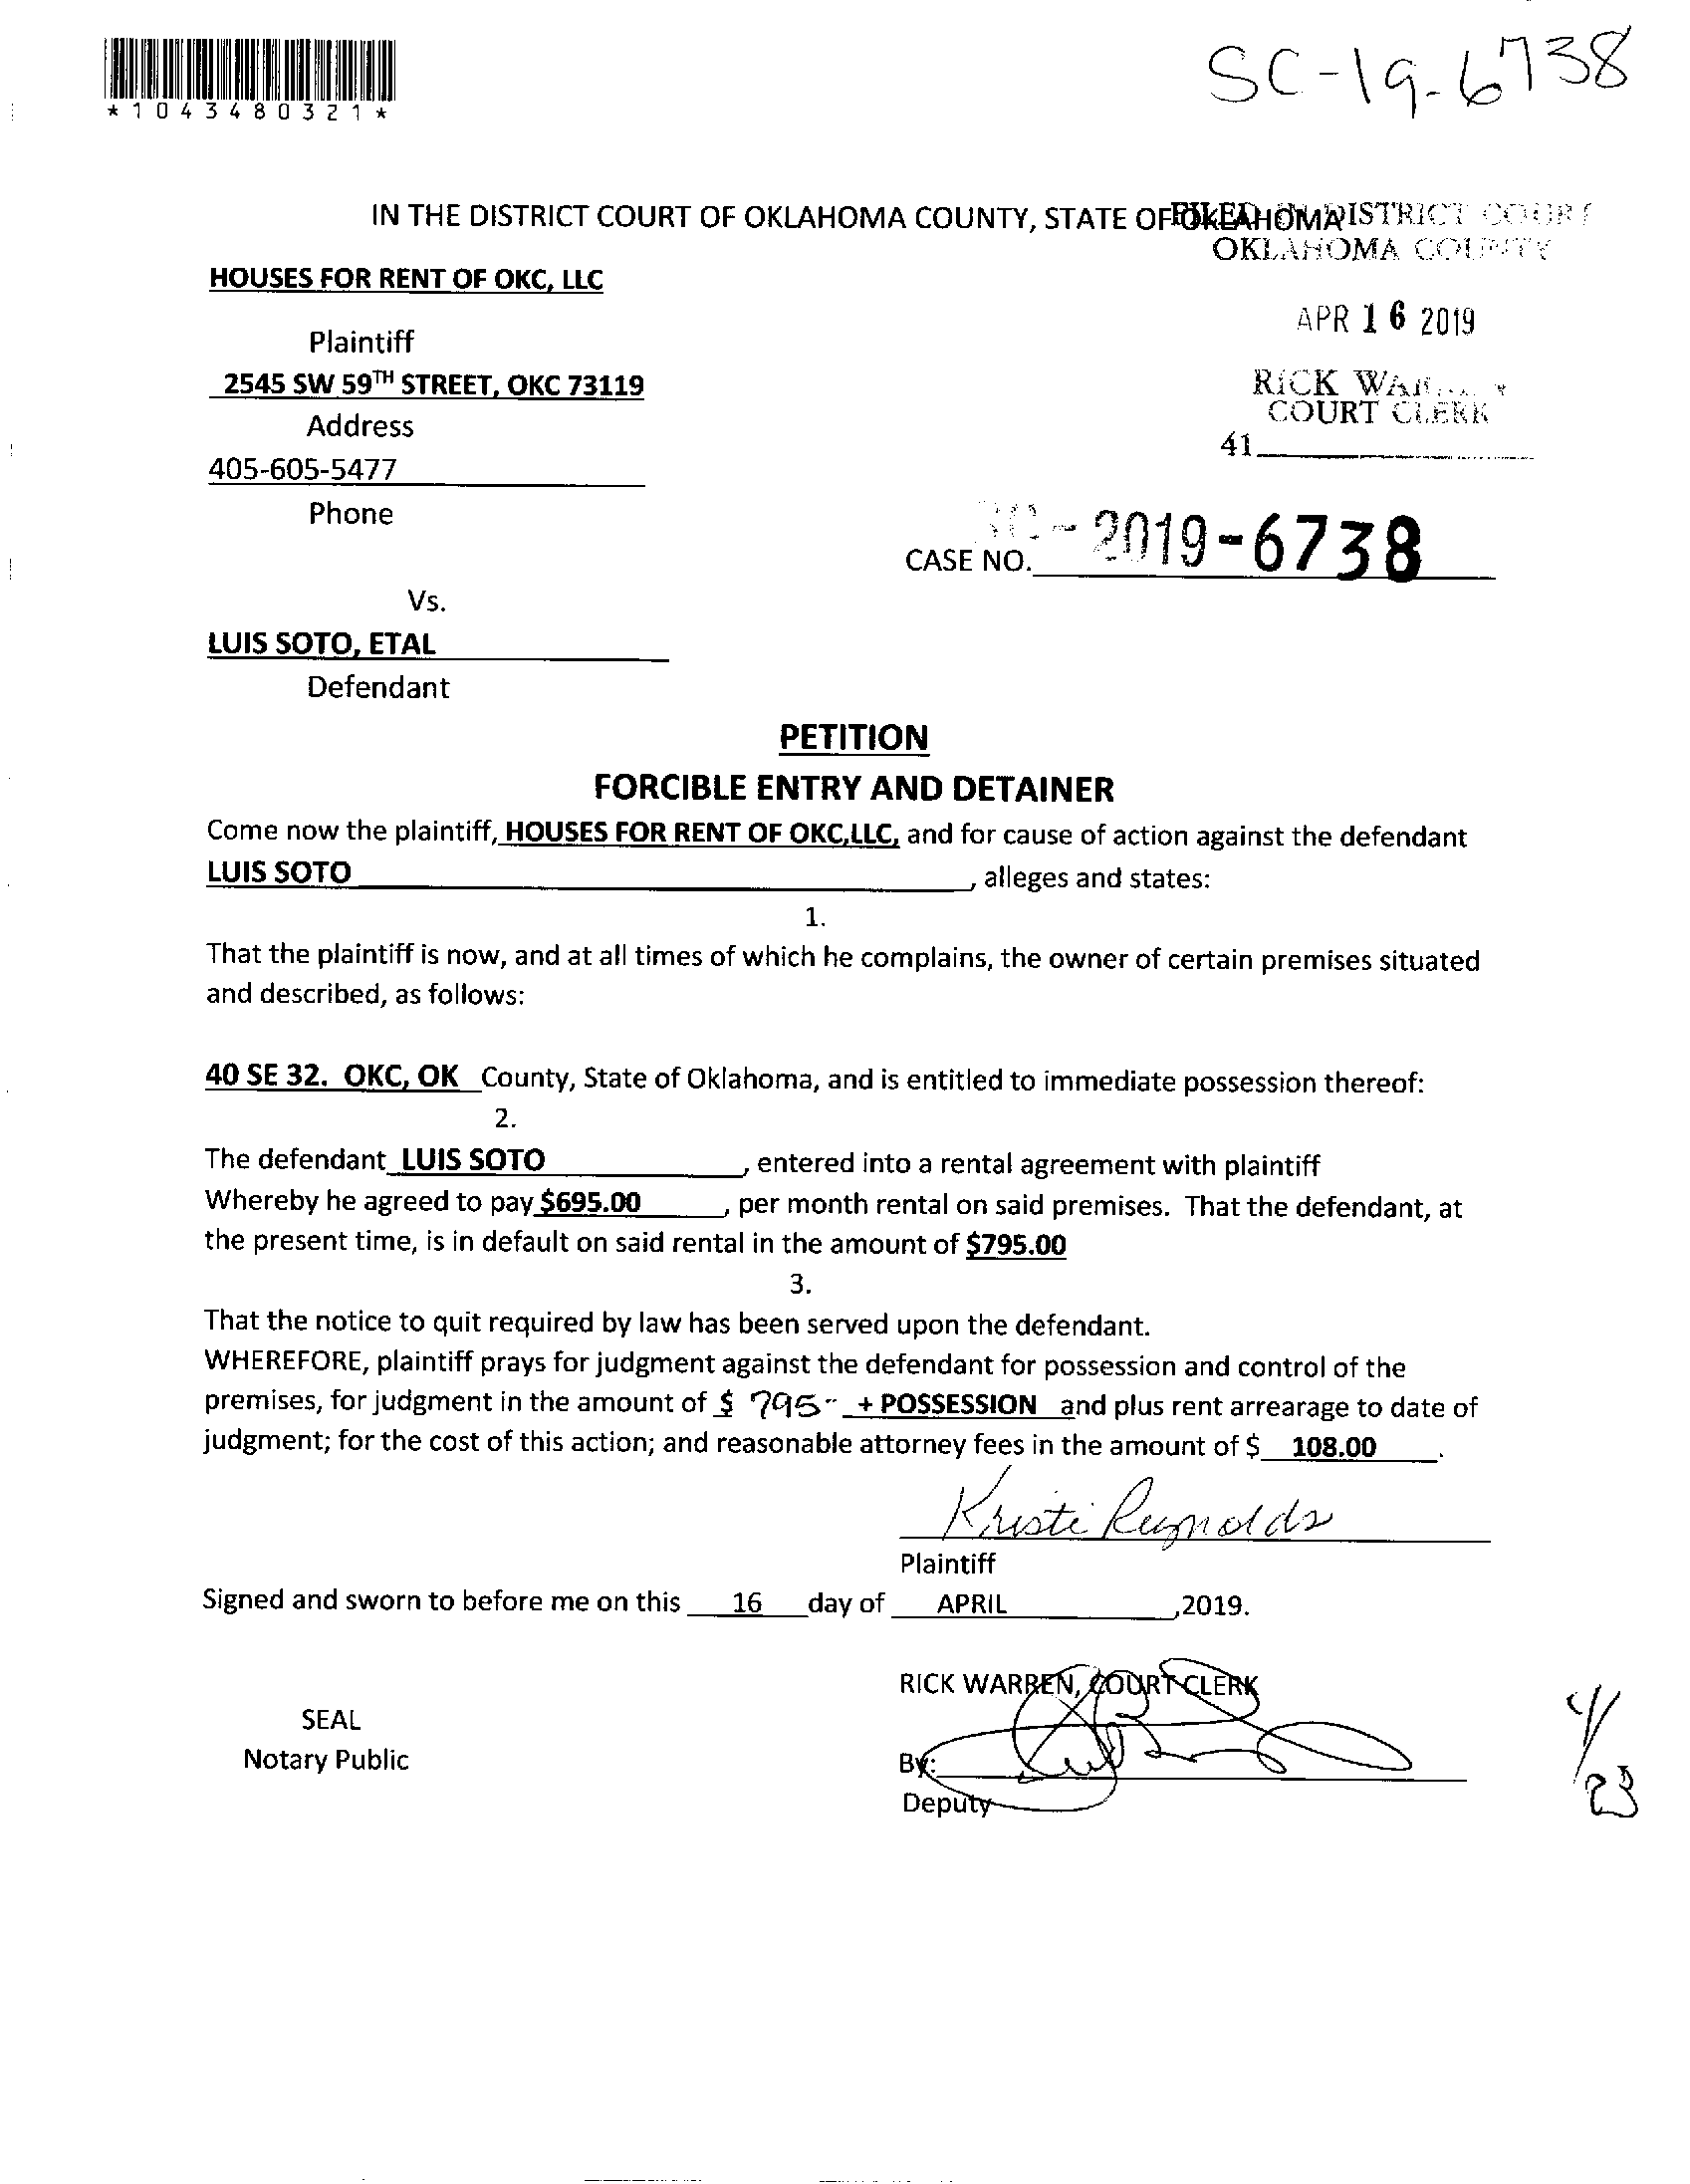 *1043480321*
SC-19-6738
IN THE DISTRICT COURT OF OKLAHOMA COUNTY, STATE OF OKLAHOMA
FILED IN DISTRICT COURT
OKLAHOMA COUNTY
HOUSES FOR RENT OF OKC, LLC
APR 16 2019
Plaintiff
2545 SW 59TH STREET, OKC 73119
RICK
COURT CLERK
Address
41
405-605-5477
Phone
CASE NO. SC-2019-6738
Vs.
LUIS SOTO, ETAL
Defendant
PETITION
FORCIBLE ENTRY AND DETAINER
Come now the plaintiff, HOUSES FOR RENT OF OKC,LLC, and for cause of action against the defendant
LUIS SOTO , alleges and states:
1.
That the plaintiff is now, and at all times of which he complains, the owner of certain premises situated
and described, as follows:
40 SE 32. OKC, OK County, State of Oklahoma, and is entitled to immediate possession thereof:
2.
The defendant LUIS SOTO , entered into a rental agreement with plaintiff
Whereby he agreed to pay $695.00 , per month rental on said premises. That the defendant, at
the present time, is in default on said rental in the amount of $795.00
3.
That the notice to quit required by law has been served upon the defendant.
WHEREFORE, plaintiff prays for judgment against the defendant for possession and control of the
premises, for judgment in the amount of $ 795- + POSSESSION and plus rent arrearage to date of
judgment; for the cost of this action; and reasonable attorney fees in the amount of $ 108.00 .
Kristi Reynolds
Plaintiff
Signed and sworn to before me on this 16 day of APRIL ,2019.
RICK WARREN, COURT CLERK
SEAL
Notary Public
By:
Deputy
4/23